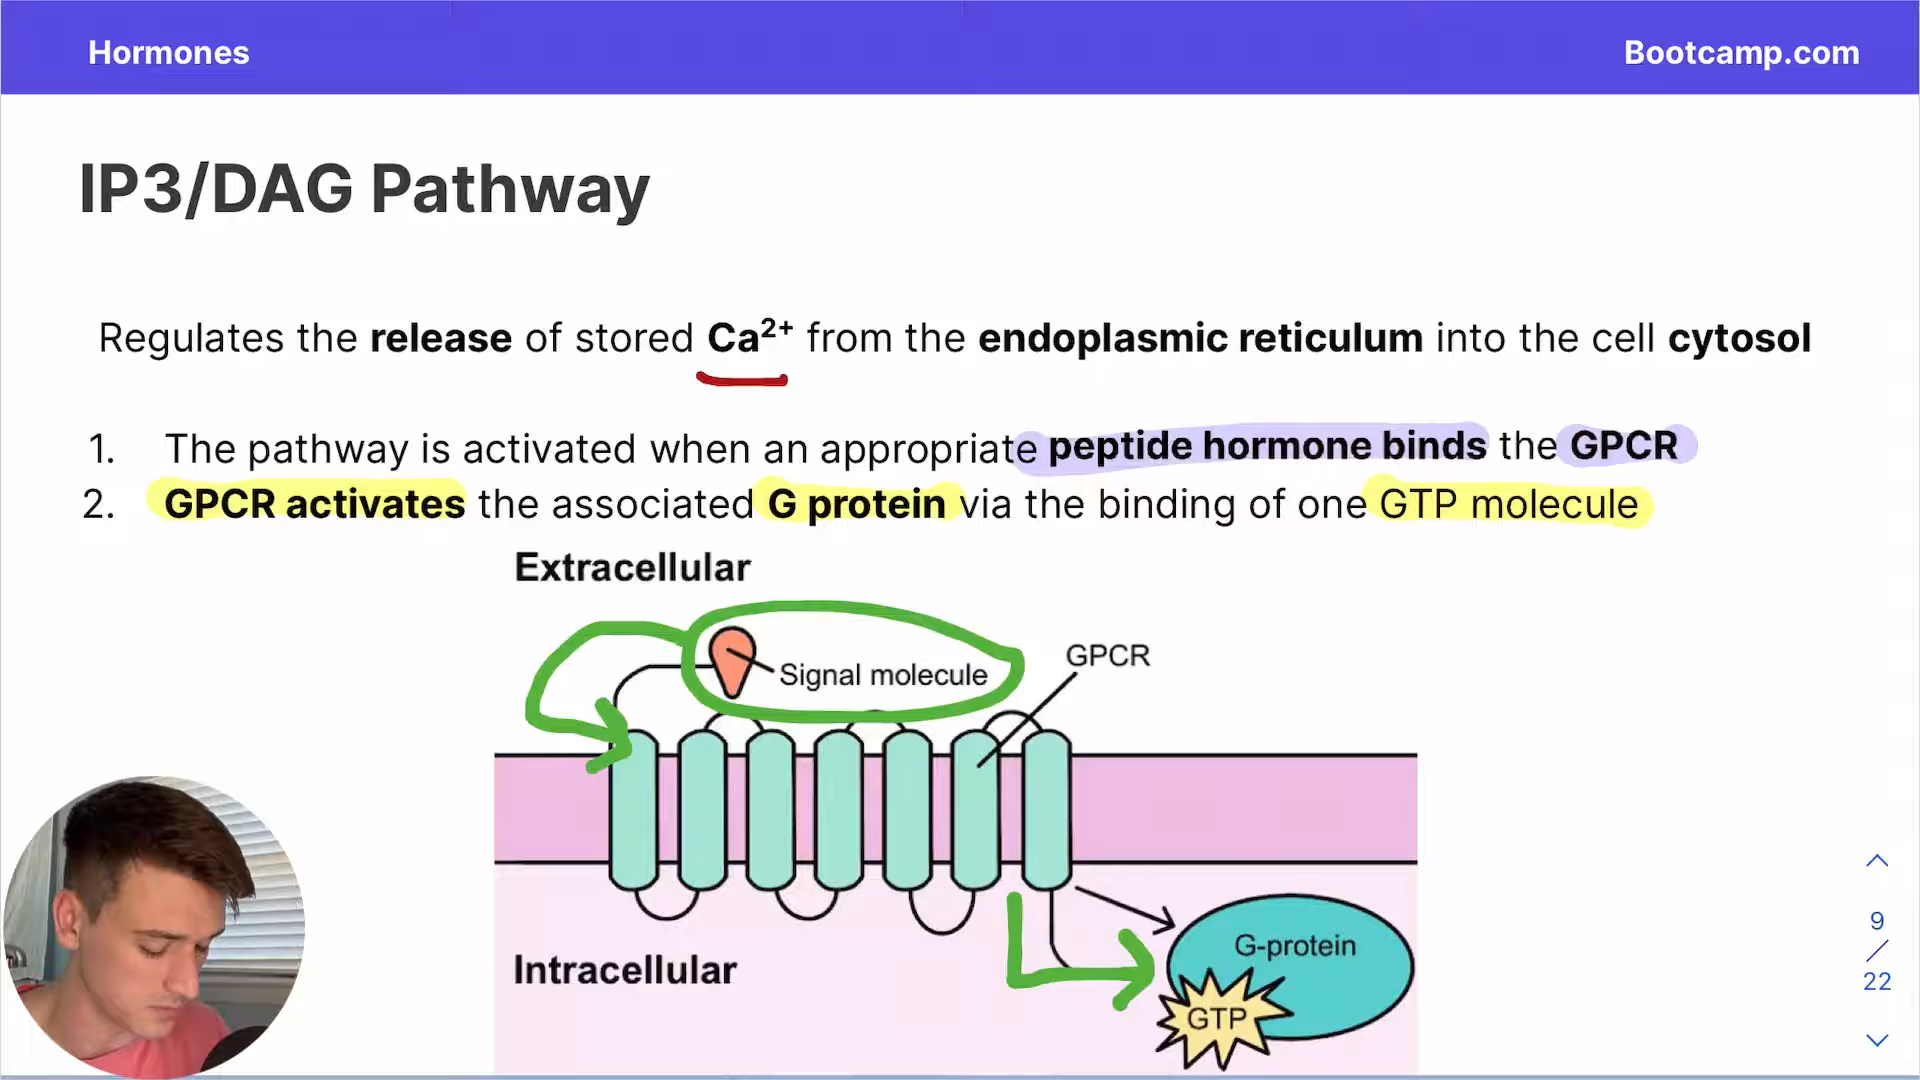 Hormones
Bootcamp.com
IP3/DAG Pathway
Regulates the release of stored Ca²⁺ from the endoplasmic reticulum into the cell cytosol
1. The pathway is activated when an appropriate peptide hormone binds the GPCR
2. GPCR activates the associated G protein via the binding of one GTP molecule
Extracellular
GPCR
Signal molecule
G-protein
Intracellular
GTP
9
/
22